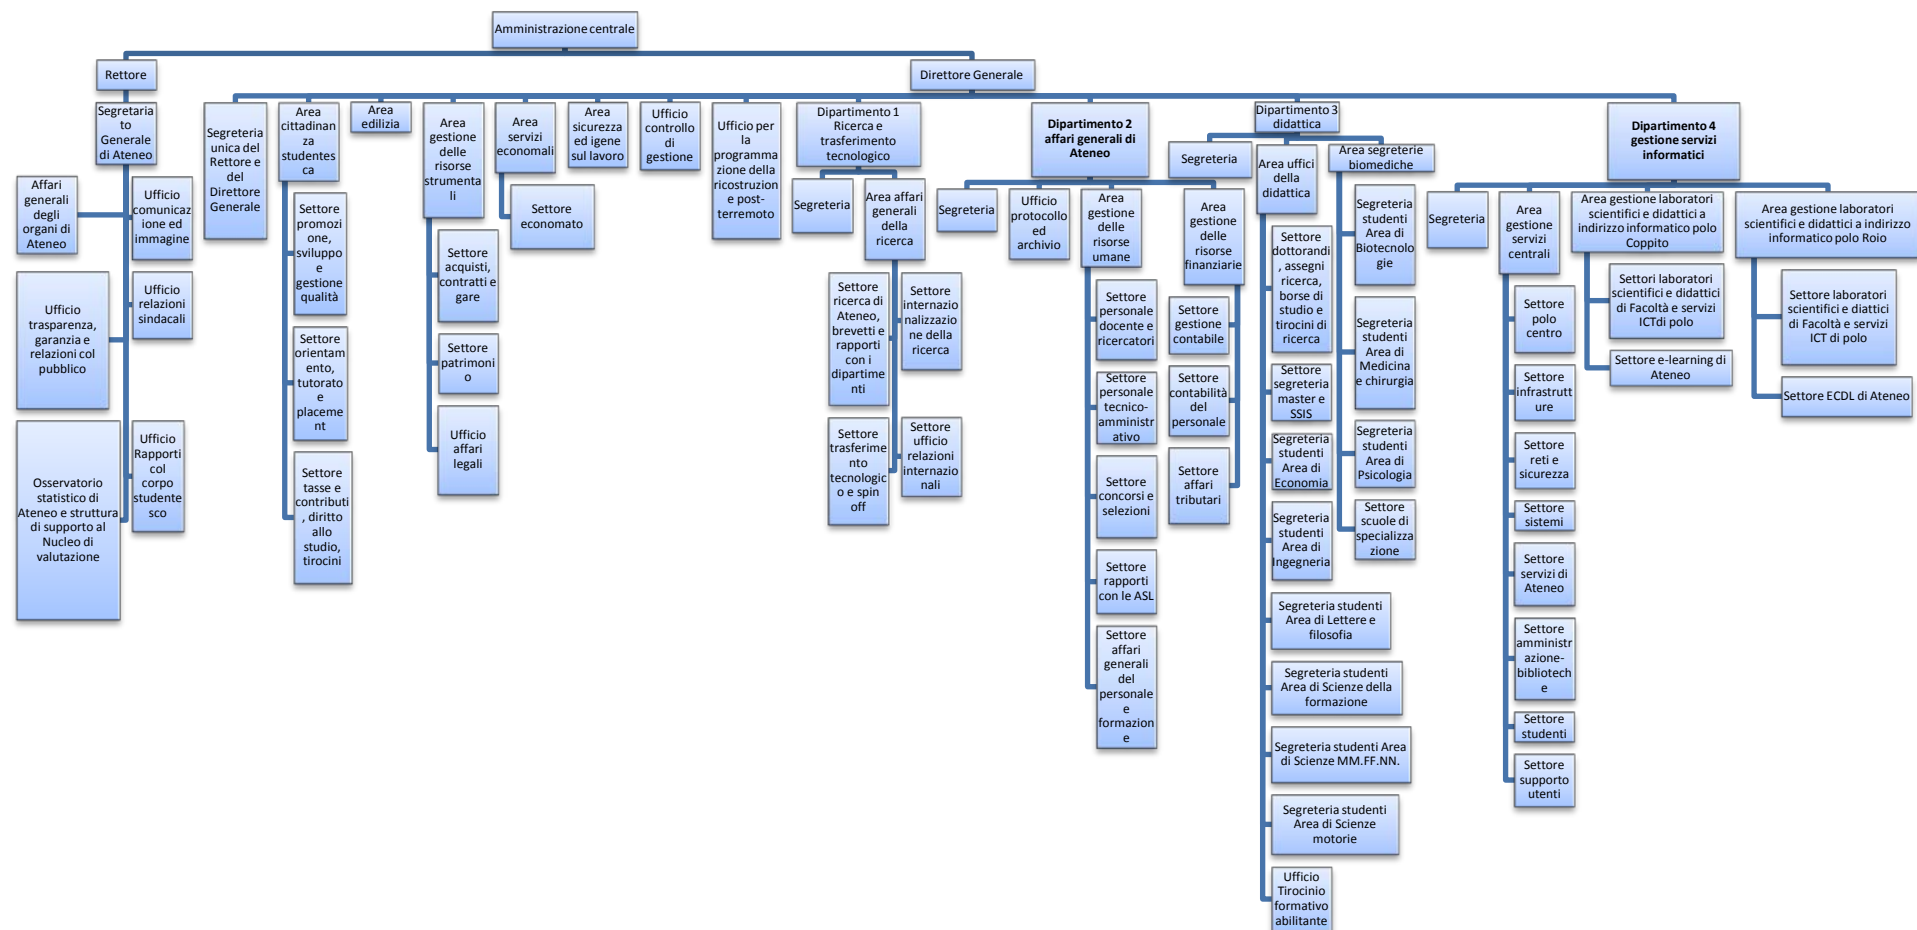 Amministrazione centrale
Rettore
Direttore Generale
Segretaria
to
Generale
di Ateneo
Affari
generali
degli
organi di
Ateneo
Ufficio
comunicaz
ione ed
immagine
Ufficio
trasparenza,
garanzia e
relazioni col
pubblico
Ufficio
relazioni
sindacali
Osservatorio
statistico di
Ateneo e struttura
di supporto al
Nucleo di
valutazione
Ufficio
Rapporti
col
corpo
studente
sco
Segreteria
unica del
Rettore e
del
Direttore
Generale
Area
cittadinan
za
studentes
ca
Settore
promozio
ne,
sviluppo e
gestione
qualità
Settore
orientam
ento,
tutorato
e
placeme
nt
Settore
tasse e
contributi
, diritto
allo
studio,
tirocini
Area
edilizia
Area
gestione
delle
risorse
strumenta
li
Settore
acquisti,
contratti e
gare
Settore
patrimoni
o
Ufficio
affari
legali
Area
servizi
economali
Settore
economato
Area
sicurezza
ed igene
sul lavoro
Ufficio
controllo
di
gestione
Ufficio per
la
programma
zione della
ricostruzion
e post-
terremoto
Dipartimento 1
Ricerca e
trasferimento
tecnologico
Segreteria
Area affari
generali
della
ricerca
Settore
ricerca di
Ateneo,
brevetti e
rapporti
con i
dipartime
nti
Settore
internazio
nalizzazio
ne della
ricerca
Settore
trasferime
nto
tecnologic
o e spin
off
Settore
ufficio
relazioni
internazio
nali
Dipartimento 2
affari generali di
Ateneo
Segreteria
Ufficio
protocollo
ed
archivio
Area
gestione
delle
risorse
umane
Settore
personale
docente e
ricercatori
Settore
personale
tecnico-
amministr
ativo
Settore
concorsi e
selezioni
Settore
rapporti
con le ASL
Settore
affari
generali
del
personale
e
formazion
e
Area
gestione
delle
risorse
finanziarie
Settore
gestione
contabile
Settore
contabilità
del
personale
Settore
affari
tributari
Dipartimento 3
didattica
Segreteria
Area uffici
della
didattica
Settore
dottorandi
, assegni
ricerca,
borse di
studio e
tirocini di
ricerca
Settore
segreteria
master e
SSIS
Segreteria
studenti
Area di
Economia
Segreteria
studenti
Area di
Ingegneria
Segreteria studenti
Area di Lettere e
filosofia
Segreteria studenti
Area di Scienze della
formazione
Segreteria studenti Area
di Scienze MM.FF.NN.
Segreteria studenti
Area di Scienze
motorie
Ufficio
Tirocinio
formativo
abilitante
Area segreterie
biomediche
Segreteria
studenti
Area di
Biotecnolo
gie
Segreteria
studenti
Area di
Medicina
e chirurgia
Segreteria
studenti
Area di
Psicologia
Settore
scuole di
specializza
zione
Dipartimento 4
gestione servizi
informatici
Segreteria
Area
gestione
servizi
centrali
Settore
polo
centro
Settore
infrastrutt
ure
Settore
reti e
sicurezza
Settore
sistemi
Settore
servizi di
Ateneo
Settore
amministr
azione-
bibliotech
e
Settore
studenti
Settore
supporto
utenti
Area gestione laboratori
scientifici e didattici a
indirizzo informatico polo
Coppito
Settori laboratori
scientifici e didattici
di Facoltà e servizi
ICTdi polo
Settore e-learning di
Ateneo
Area gestione laboratori
scientifici e didattici a indirizzo
informatico polo Roio
Settore laboratori
scientifici e diattici
di Facoltà e servizi
ICT di polo
Settore ECDL di Ateneo